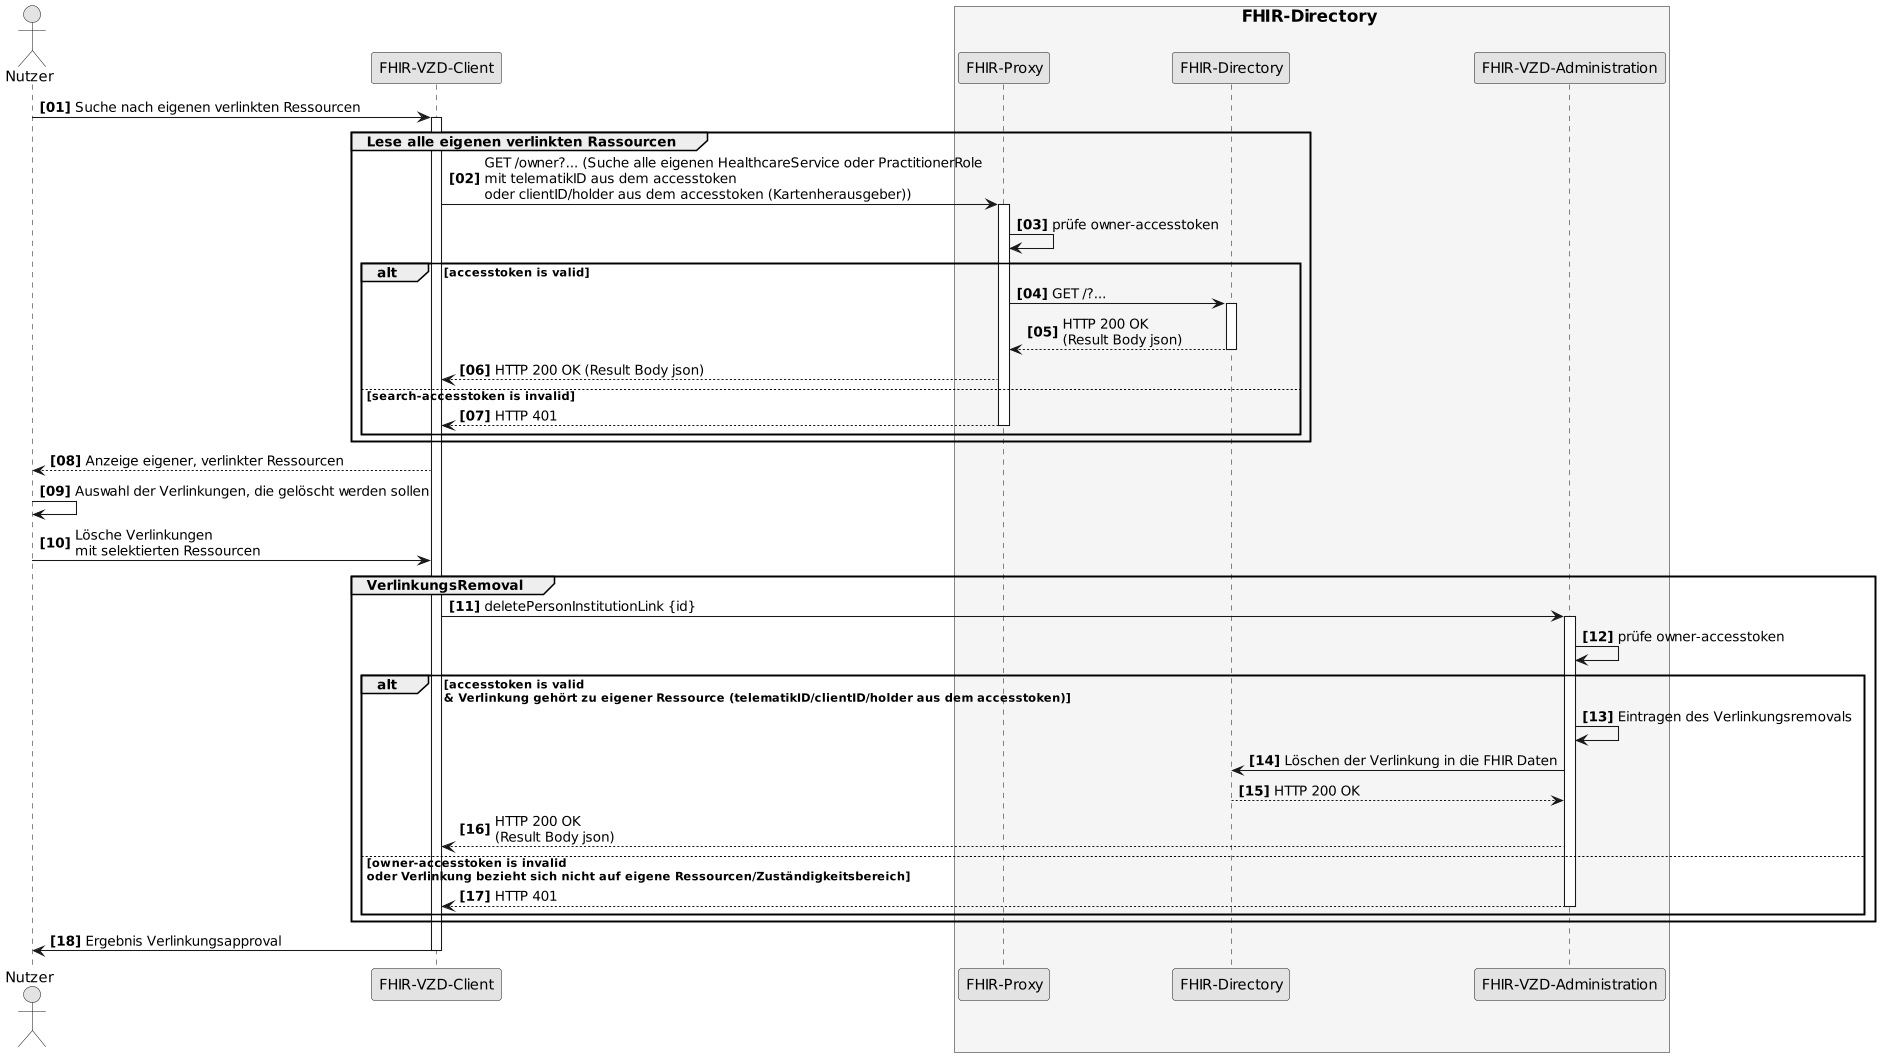 FHIR-Directory
Nutzer
FHIR-VZD-Client
FHIR-Proxy
FHIR-Directory
FHIR-VZD-Administration
[01] Suche nach eigenen verlinkten Ressourcen
Lese alle eigenen verlinkten Rassourcen
GET /owner?... (Suche alle eigenen HealthcareService oder PractitionerRole
[02] mit telematikID aus dem accesstoken
oder clientID/holder aus dem accesstoken (Kartenherausgeber))
[03] prüfe owner-accesstoken
alt [accesstoken is valid]
[04] GET /?...
[05] HTTP 200 OK
(Result Body json)
[06] HTTP 200 OK (Result Body json)
[search-accesstoken is invalid]
[07] HTTP 401
[08] Anzeige eigener, verlinkter Ressourcen
[09] Auswahl der Verlinkungen, die gelöscht werden sollen
[10] Lösche Verlinkungen
mit selektierten Ressourcen
VerlinkungsRemoval
[11] deletePersonInstitutionLink {id}
[12] prüfe owner-accesstoken
alt [accesstoken is valid
& Verlinkung gehört zu eigener Ressource (telematikID/clientID/holder aus dem accesstoken)]
[13] Eintragen des Verlinkungsremovals
[14] Löschen der Verlinkung in die FHIR Daten
[15] HTTP 200 OK
[16] HTTP 200 OK
(Result Body json)
[owner-accesstoken is invalid
oder Verlinkung bezieht sich nicht auf eigene Ressourcen/Zuständigkeitsbereich]
[17] HTTP 401
[18] Ergebnis Verlinkungsapproval
Nutzer
FHIR-VZD-Client
FHIR-Proxy
FHIR-Directory
FHIR-VZD-Administration